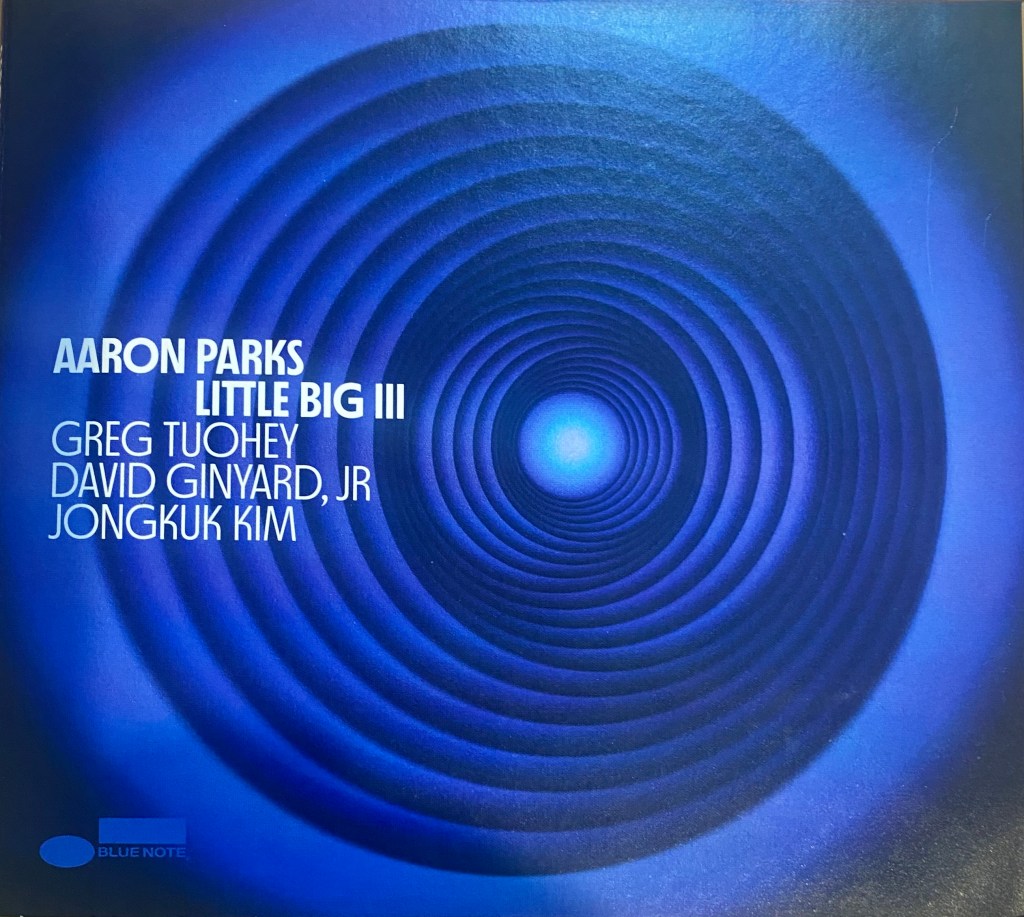 AARON PARKS
LITTLE BIG III
GREG TUOHEY
DAVID GINYARD, JR
JONGKUK KIM
BLUE NOTE